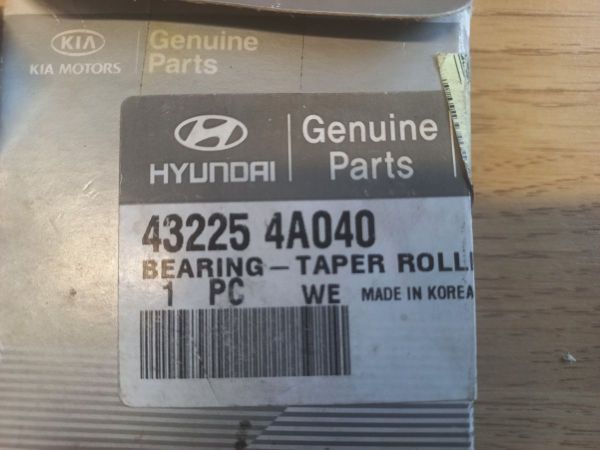 KIA Genuine
KIA MOTORS Parts
HYUNDAI Genuine
Parts
43225 4A040
BEARING - TAPER ROLL
1 PC WE MADE IN KOREA